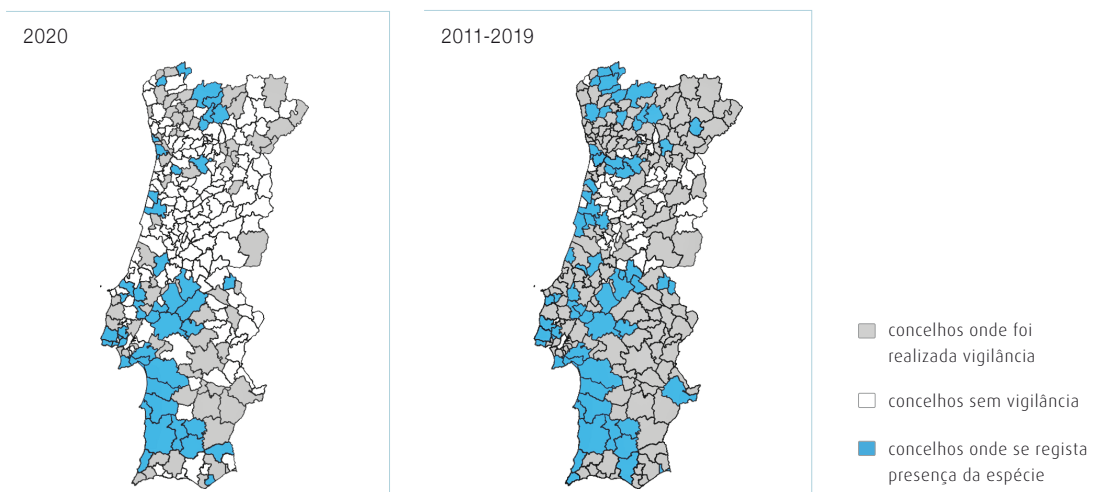 2020
2011-2019
concelhos onde foi
realizada vigilância
concelhos sem vigilância
concelhos onde se regista
presença da espécie